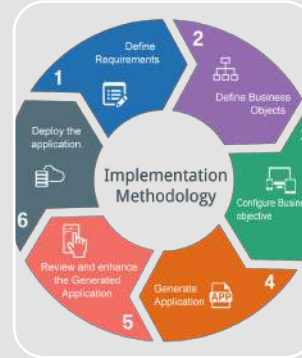 1
Define
Requirements
2
Define Business
Objects
Configure Busin
objective
4
Generate
Application
APP
5
Review and enhance
the Generated
Application
6
Deploy the
application
Implementation
Methodology